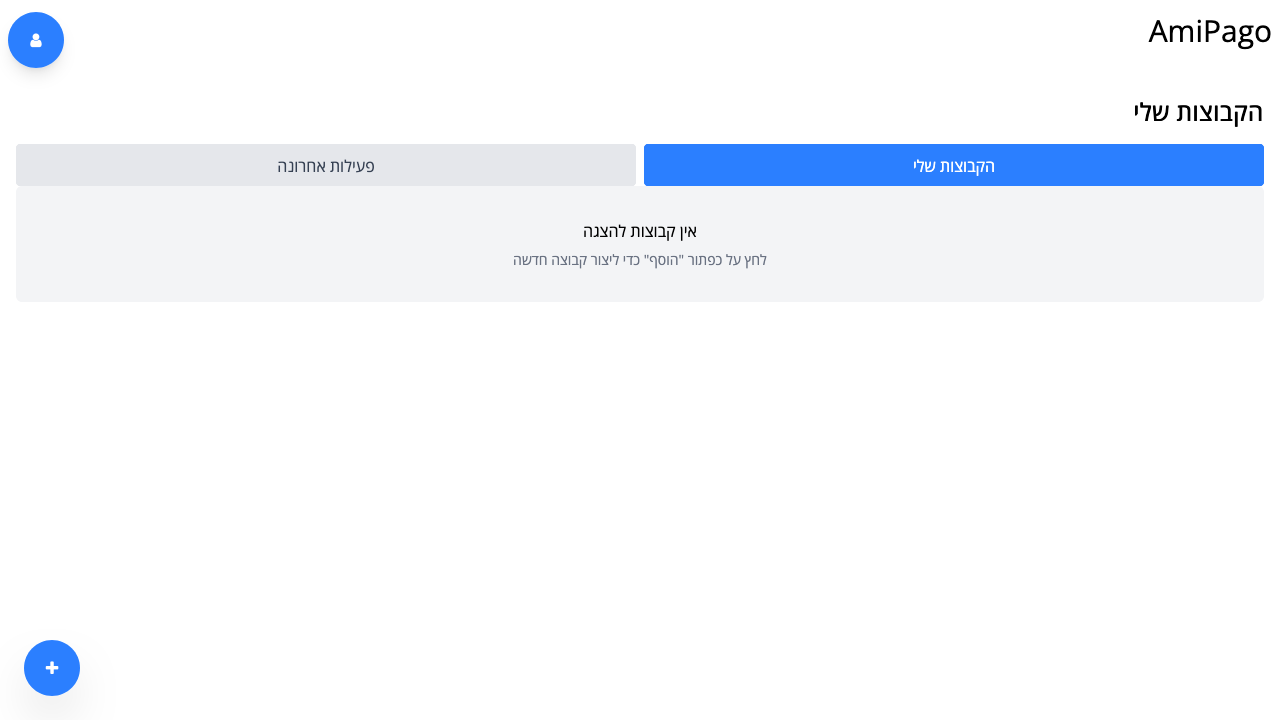 AmiPago
הקבוצות שלי
הקבוצות שלי
פעילות אחרונה
אין קבוצות להצגה
לחץ על כפתור "הוסף" כדי ליצור קבוצה חדשה